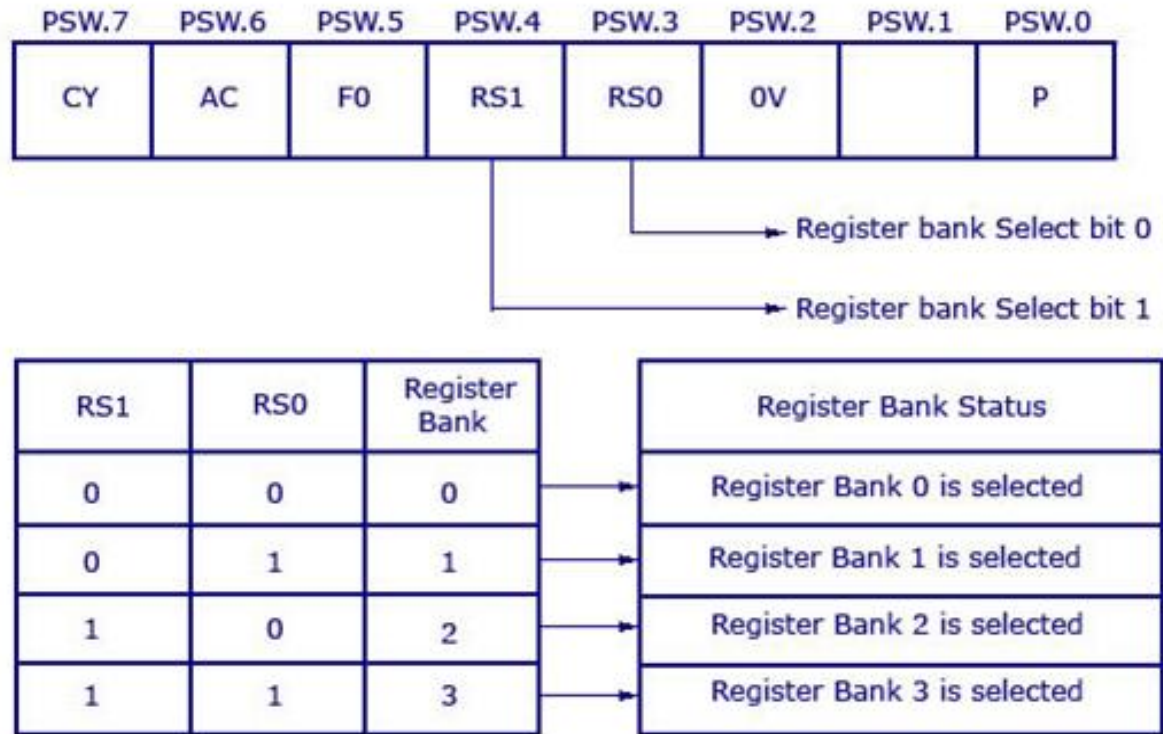 PSW.7 PSW.6 PSW.5 PSW.4 PSW.3 PSW.2 PSW.1 PSW.0
CY AC F0 RS1 RS0 0V P
Register bank Select bit 0
Register bank Select bit 1
RS1 RS0 Register Bank Register Bank Status
0 0 0 Register Bank 0 is selected
0 1 1 Register Bank 1 is selected
1 0 2 Register Bank 2 is selected
1 1 3 Register Bank 3 is selected